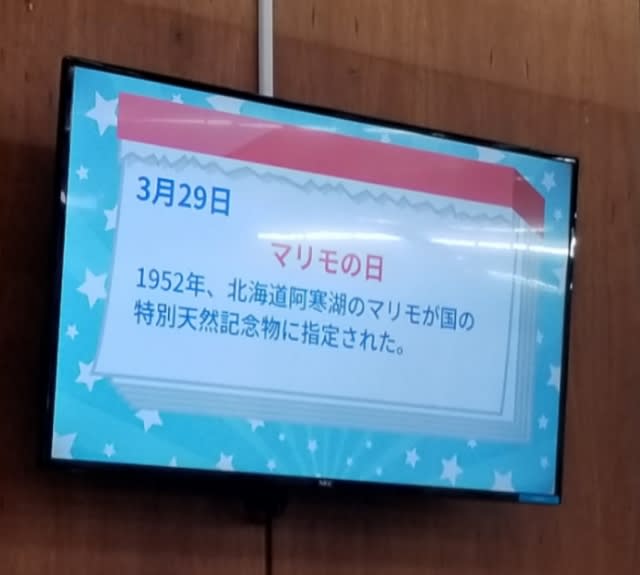 3月29日
マリモの日
1952年、北海道阿寒湖のマリモが国の
特別天然記念物に指定された。
NEC